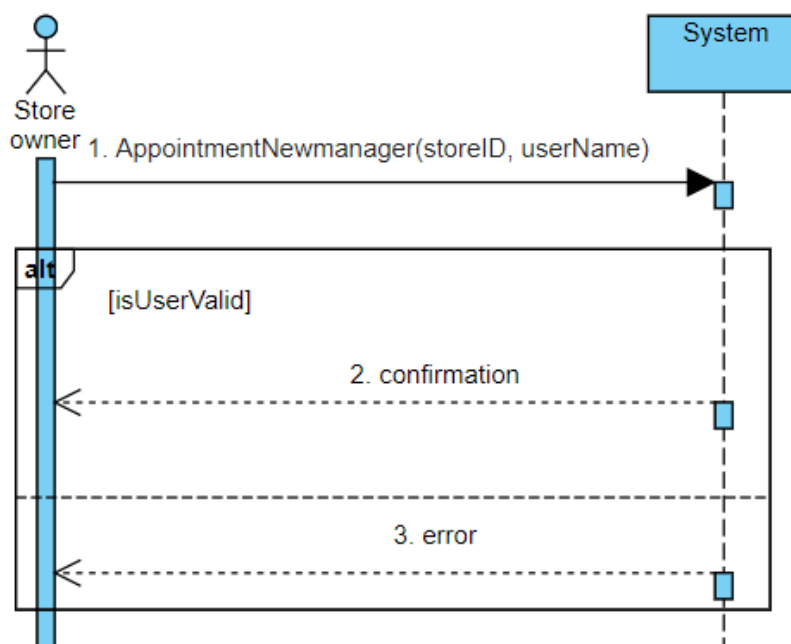 System
Store
owner
1. AppointmentNewmanager(storeID, userName)
alt
[isUserValid]
2. confirmation
3. error